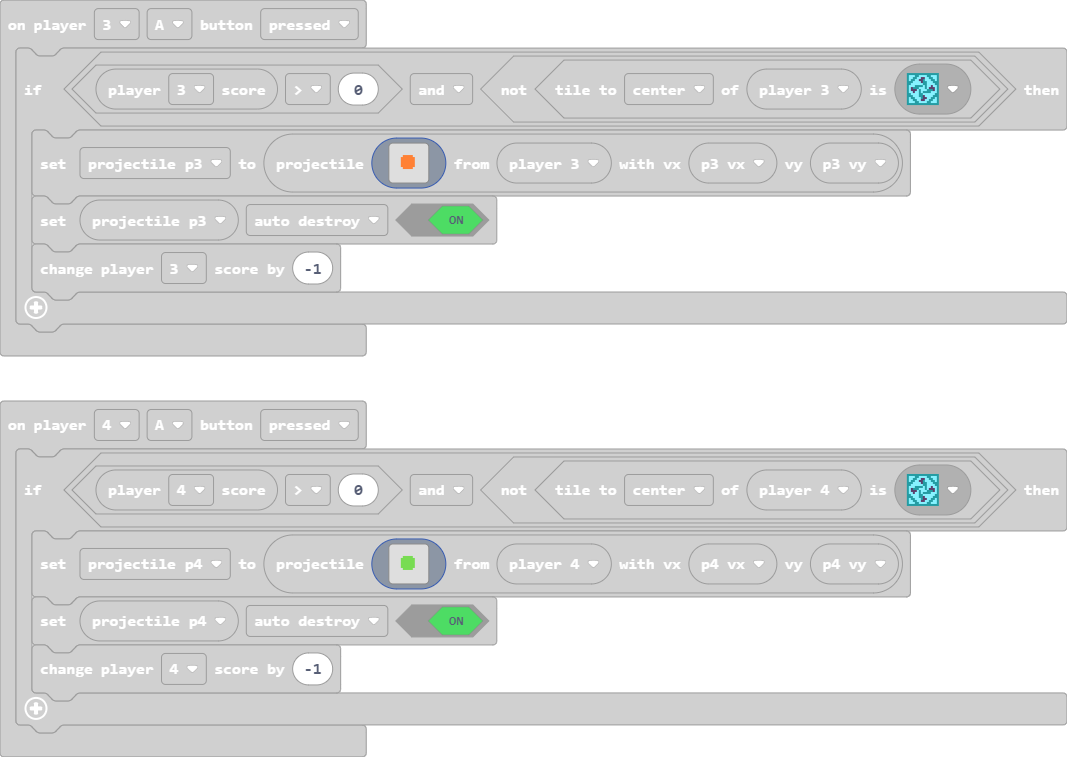 on player 3 A button pressed
if player 3 score > 0 and not tile to center of player 3 is then
set projectile p3 to projectile from player 3 with vx p3 vx vy p3 vy
set projectile p3 auto destroy ON
change player 3 score by -1
on player 4 A button pressed
if player 4 score > 0 and not tile to center of player 4 is then
set projectile p4 to projectile from player 4 with vx p4 vx vy p4 vy
set projectile p4 auto destroy ON
change player 4 score by -1